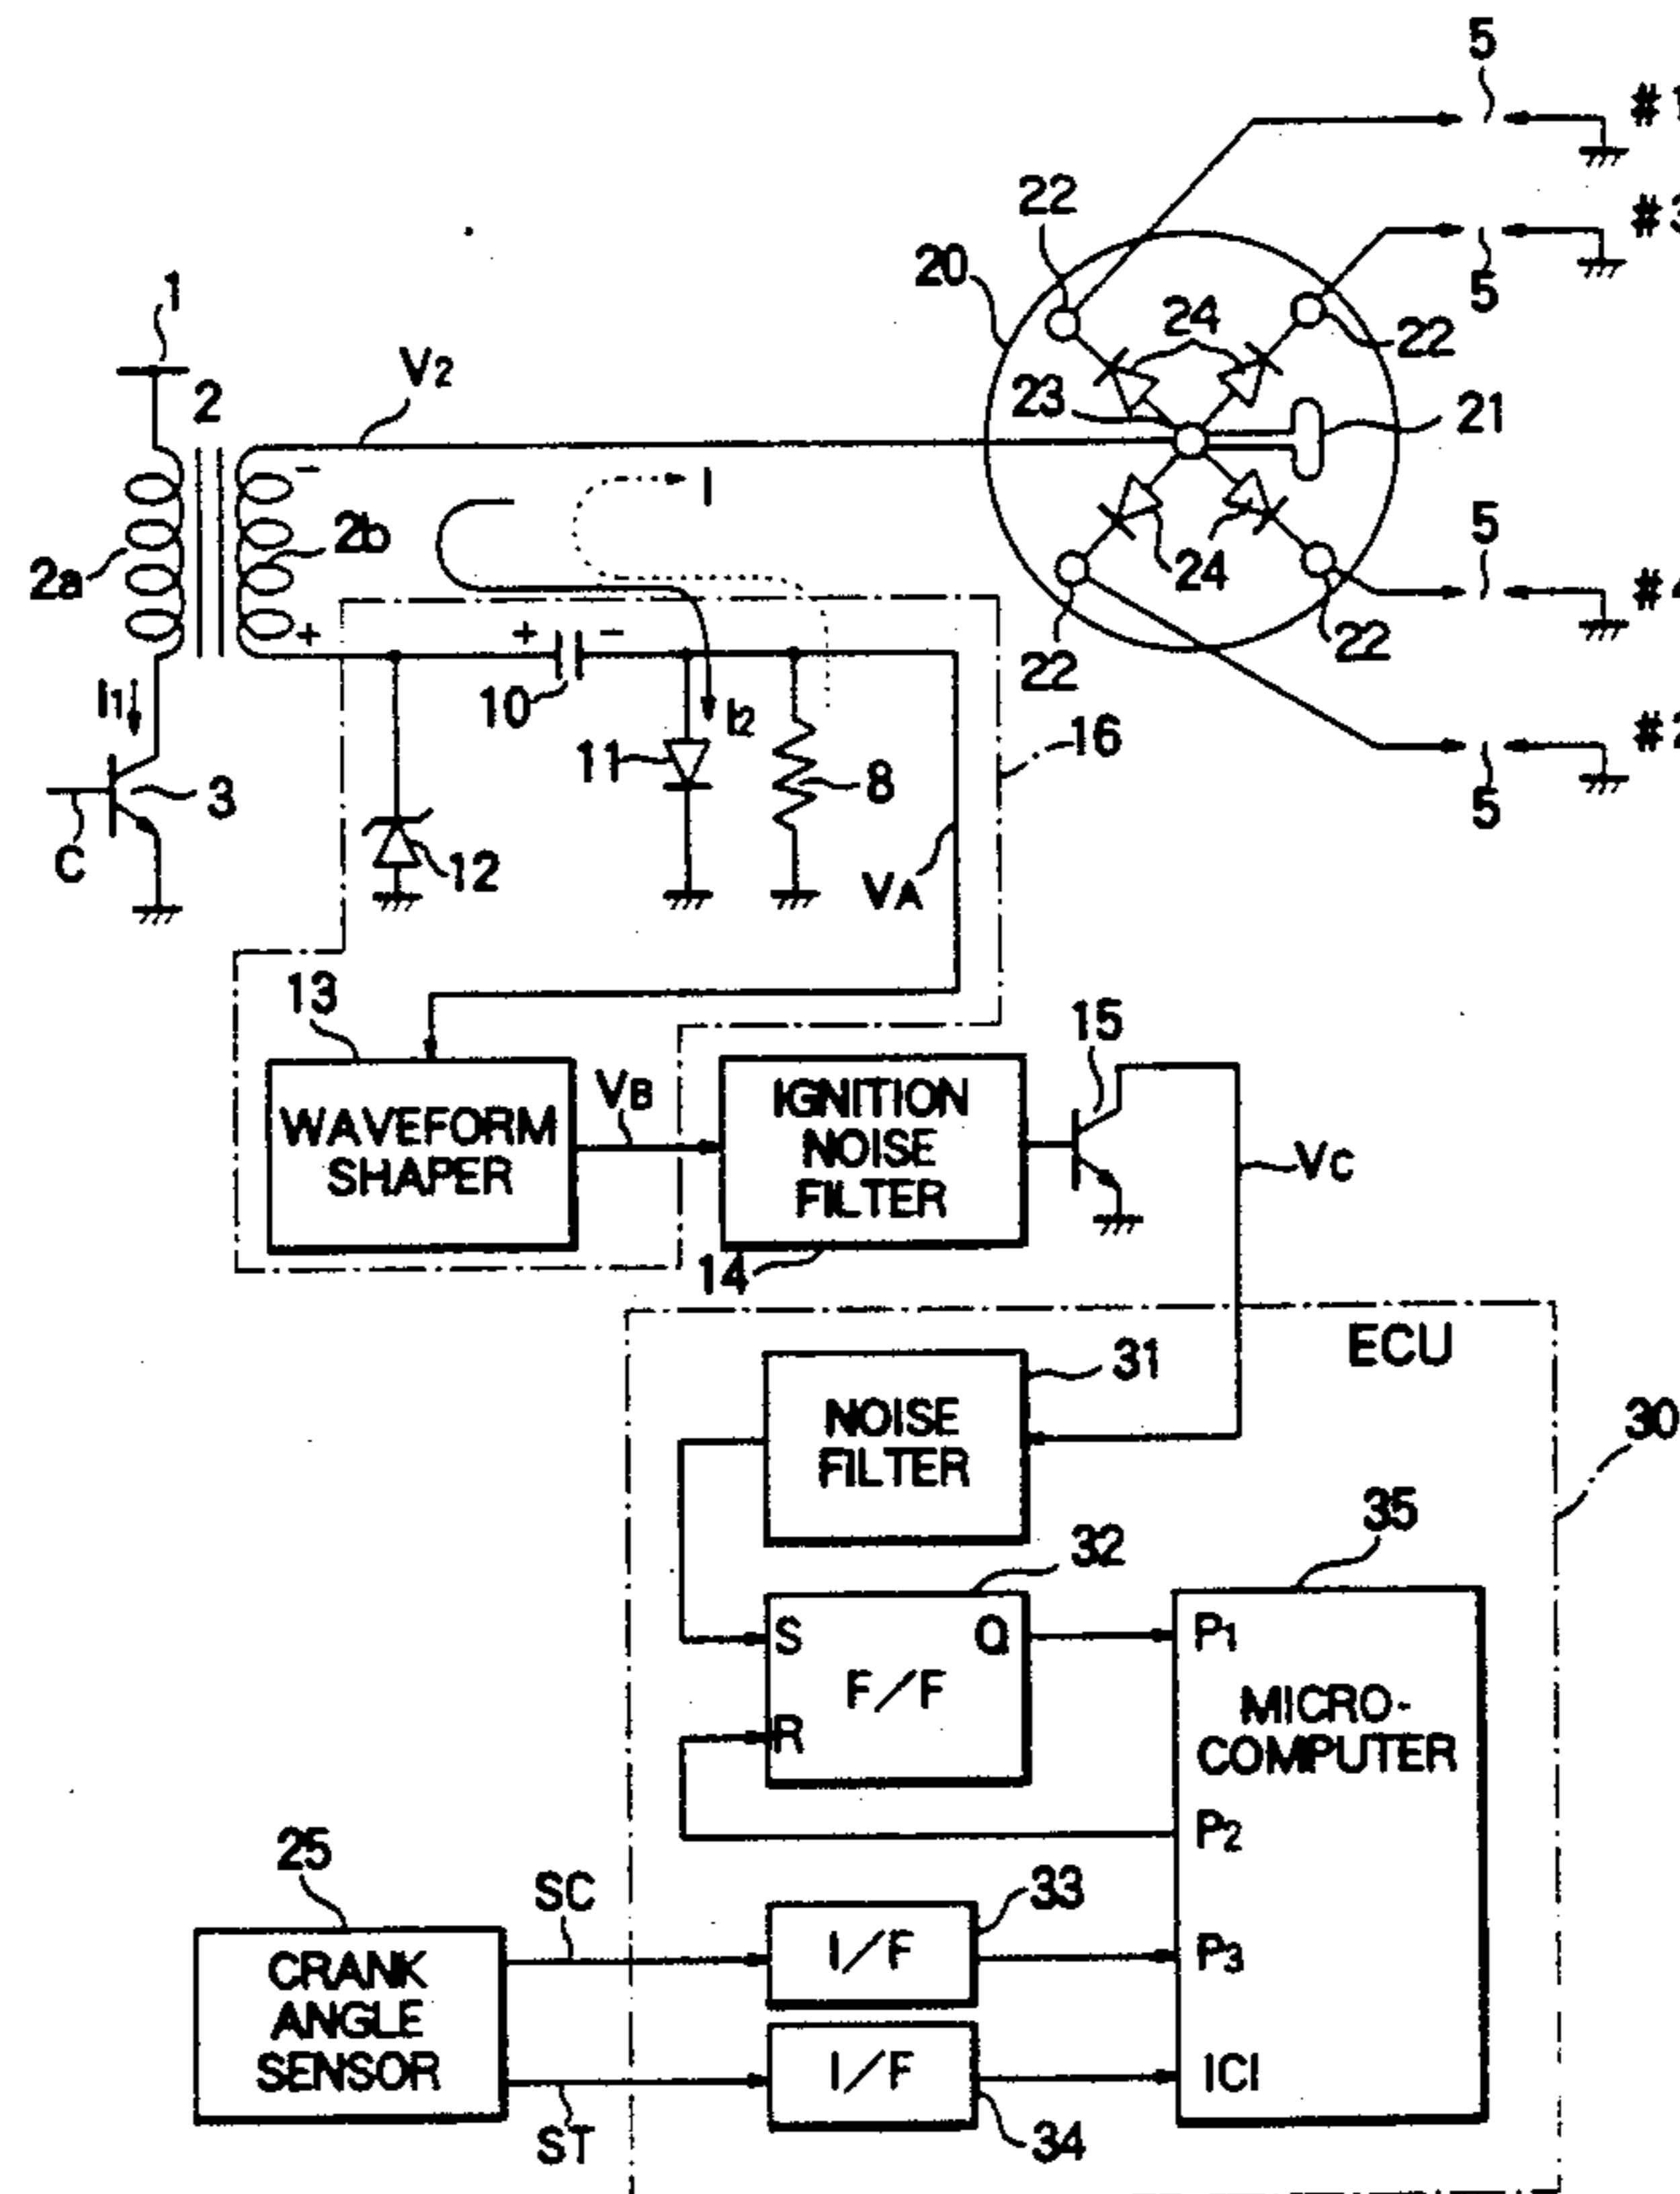 5
#1
22
#3
20
5
1
24
22
V2
2
23
21
-
I
5
2b
2a
24
#4
+
+ -
22
22
I1
10
I2
16
#2
11
3
8
5
C
12
VA
13
15
VB
WAVEFORM
SHAPER
IGNITION
NOISE
FILTER
VC
14
ECU
31
NOISE
FILTER
30
35
32
S Q
P1
F/F
MICRO-
COMPUTER
R
P2
25
SC
33
CRANK
ANGLE
SENSOR
I/F
P3
I/F
ICI
ST
34